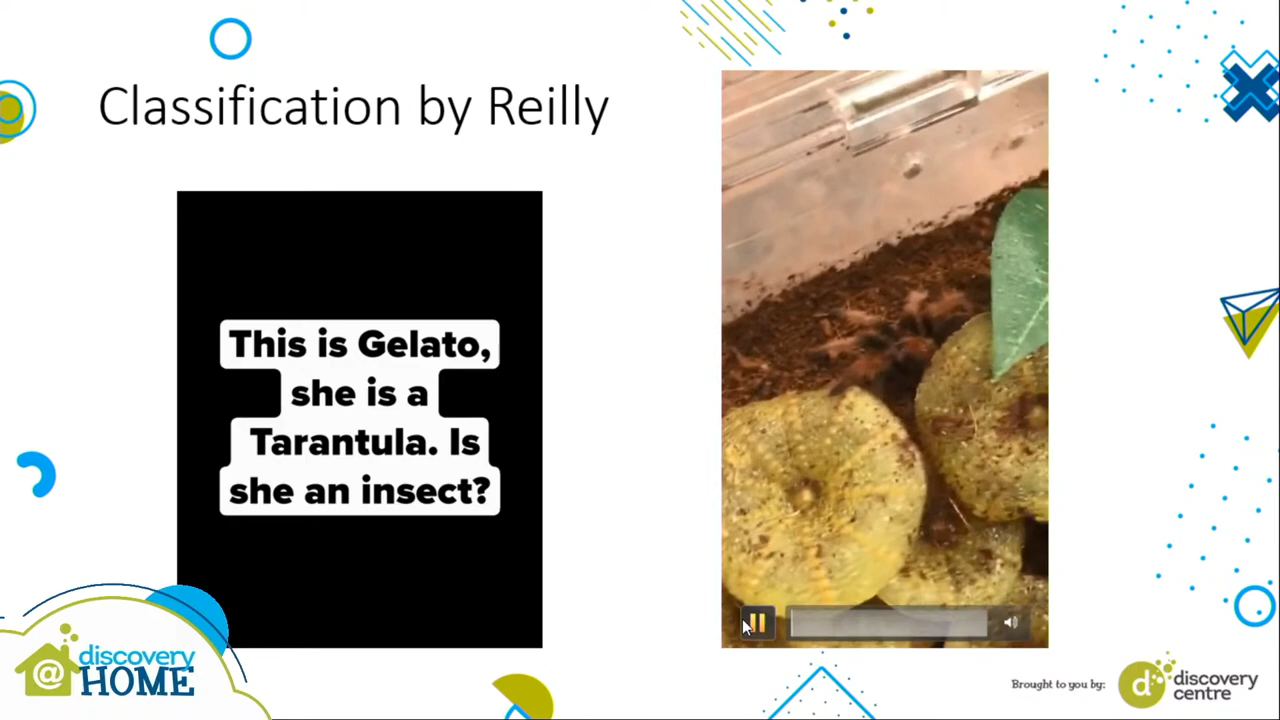 Classification by Reilly
This is Gelato,
she is a
Tarantula. Is
she an insect?
@
discovery
HOME
Brought to you by:
d
discovery
centre